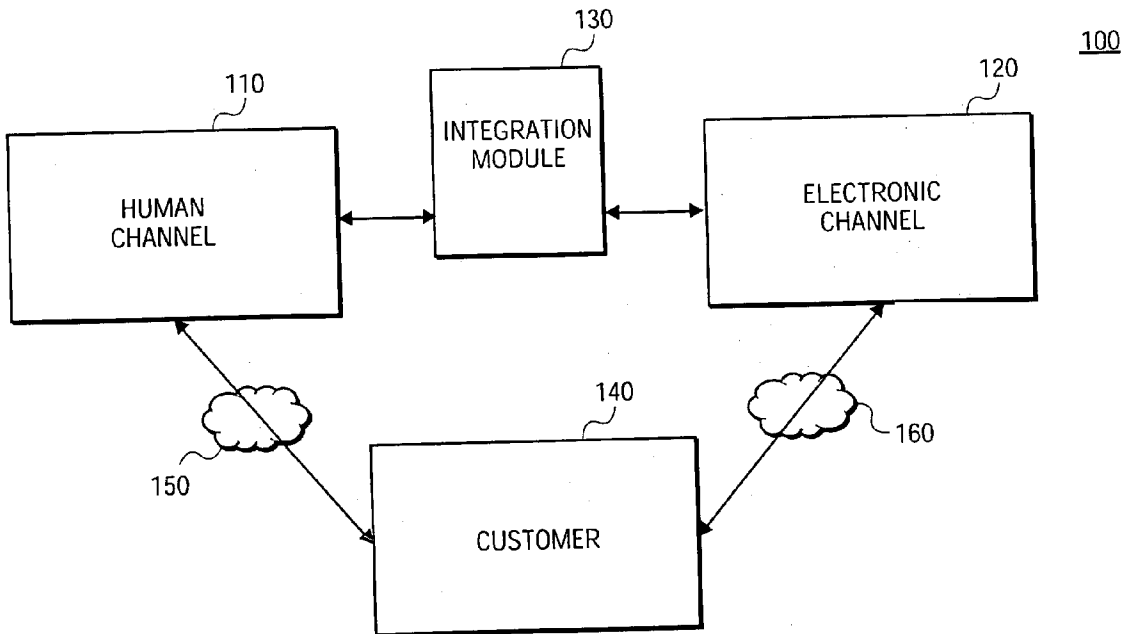 130
100
110
120
INTEGRATION
MODULE
HUMAN
CHANNEL
ELECTRONIC
CHANNEL
140
150
160
CUSTOMER